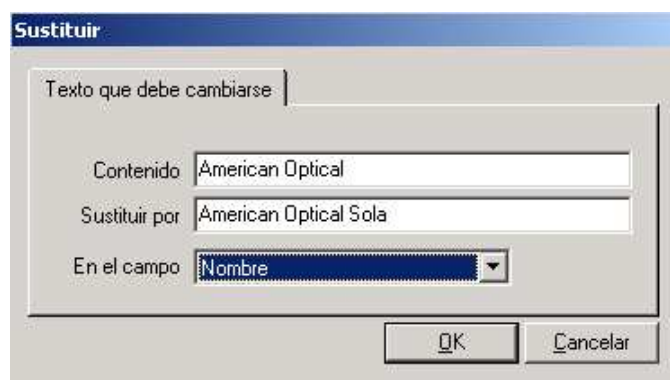 Sustituir
Texto que debe cambiarse
Contenido American Optical
Sustituir por American Optical Sola
En el campo Nombre
OK Cancelar